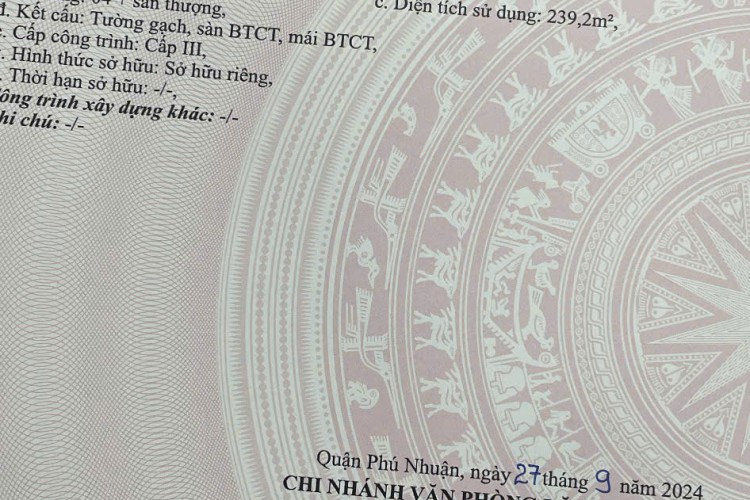 sân thượng,
c. Diện tích sử dụng: 239,2m²,
d. Kết cấu: Tường gạch, sàn BTCT, mái BTCT,
e. Cấp công trình: Cấp III,
. Hình thức sở hữu: Sở hữu riêng,
. Thời hạn sở hữu: -/-,
ông trình xây dựng khác: -/-
hi chú: -/-
Quận Phú Nhuận, ngày 27 tháng 9 năm 2024
CHI NHÁNH VĂN PHÒNG